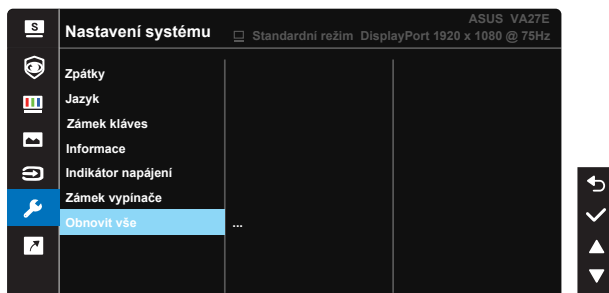 S
ASUS VA27E
Nastavení systému
Standardní režim DisplayPort 1920 x 1080 @ 75Hz
Zpátky
Jazyk
Zámek kláves
Informace
Indikátor napájení
Zámek vypínače
Obnovit vše ...